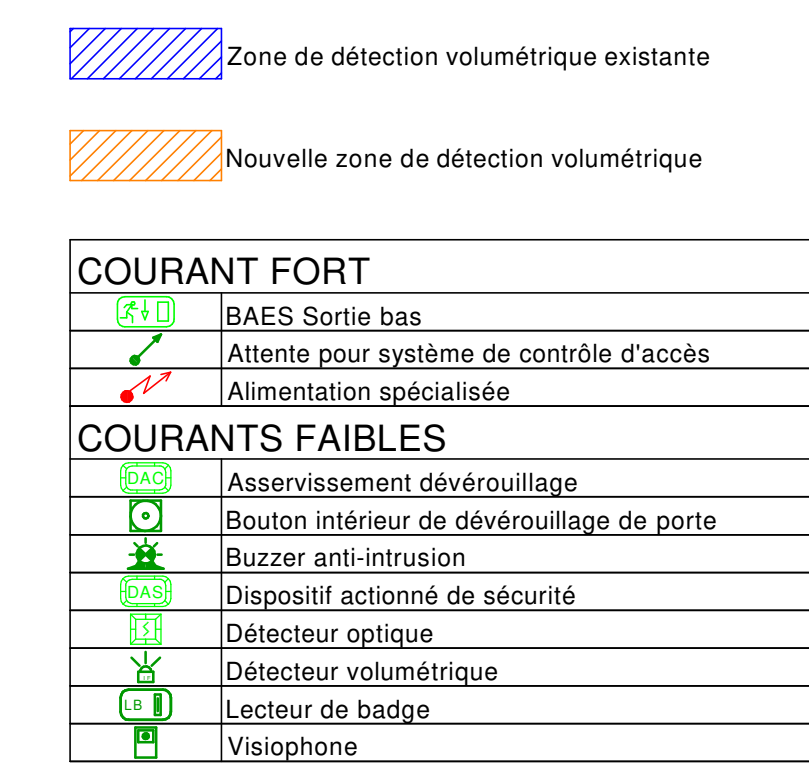 Zone de détection volumétrique existante
Nouvelle zone de détection volumétrique
COURANT FORT
BAES Sortie bas
Attente pour système de contrôle d'accès
Alimentation spécialisée
COURANTS FAIBLES
DAC Asservissement dévérouillage
Bouton intérieur de dévérouillage de porte
Buzzer anti-intrusion
DAS Dispositif actionné de sécurité
Détecteur optique
Détecteur volumétrique
LB Lecteur de badge
Visiophone